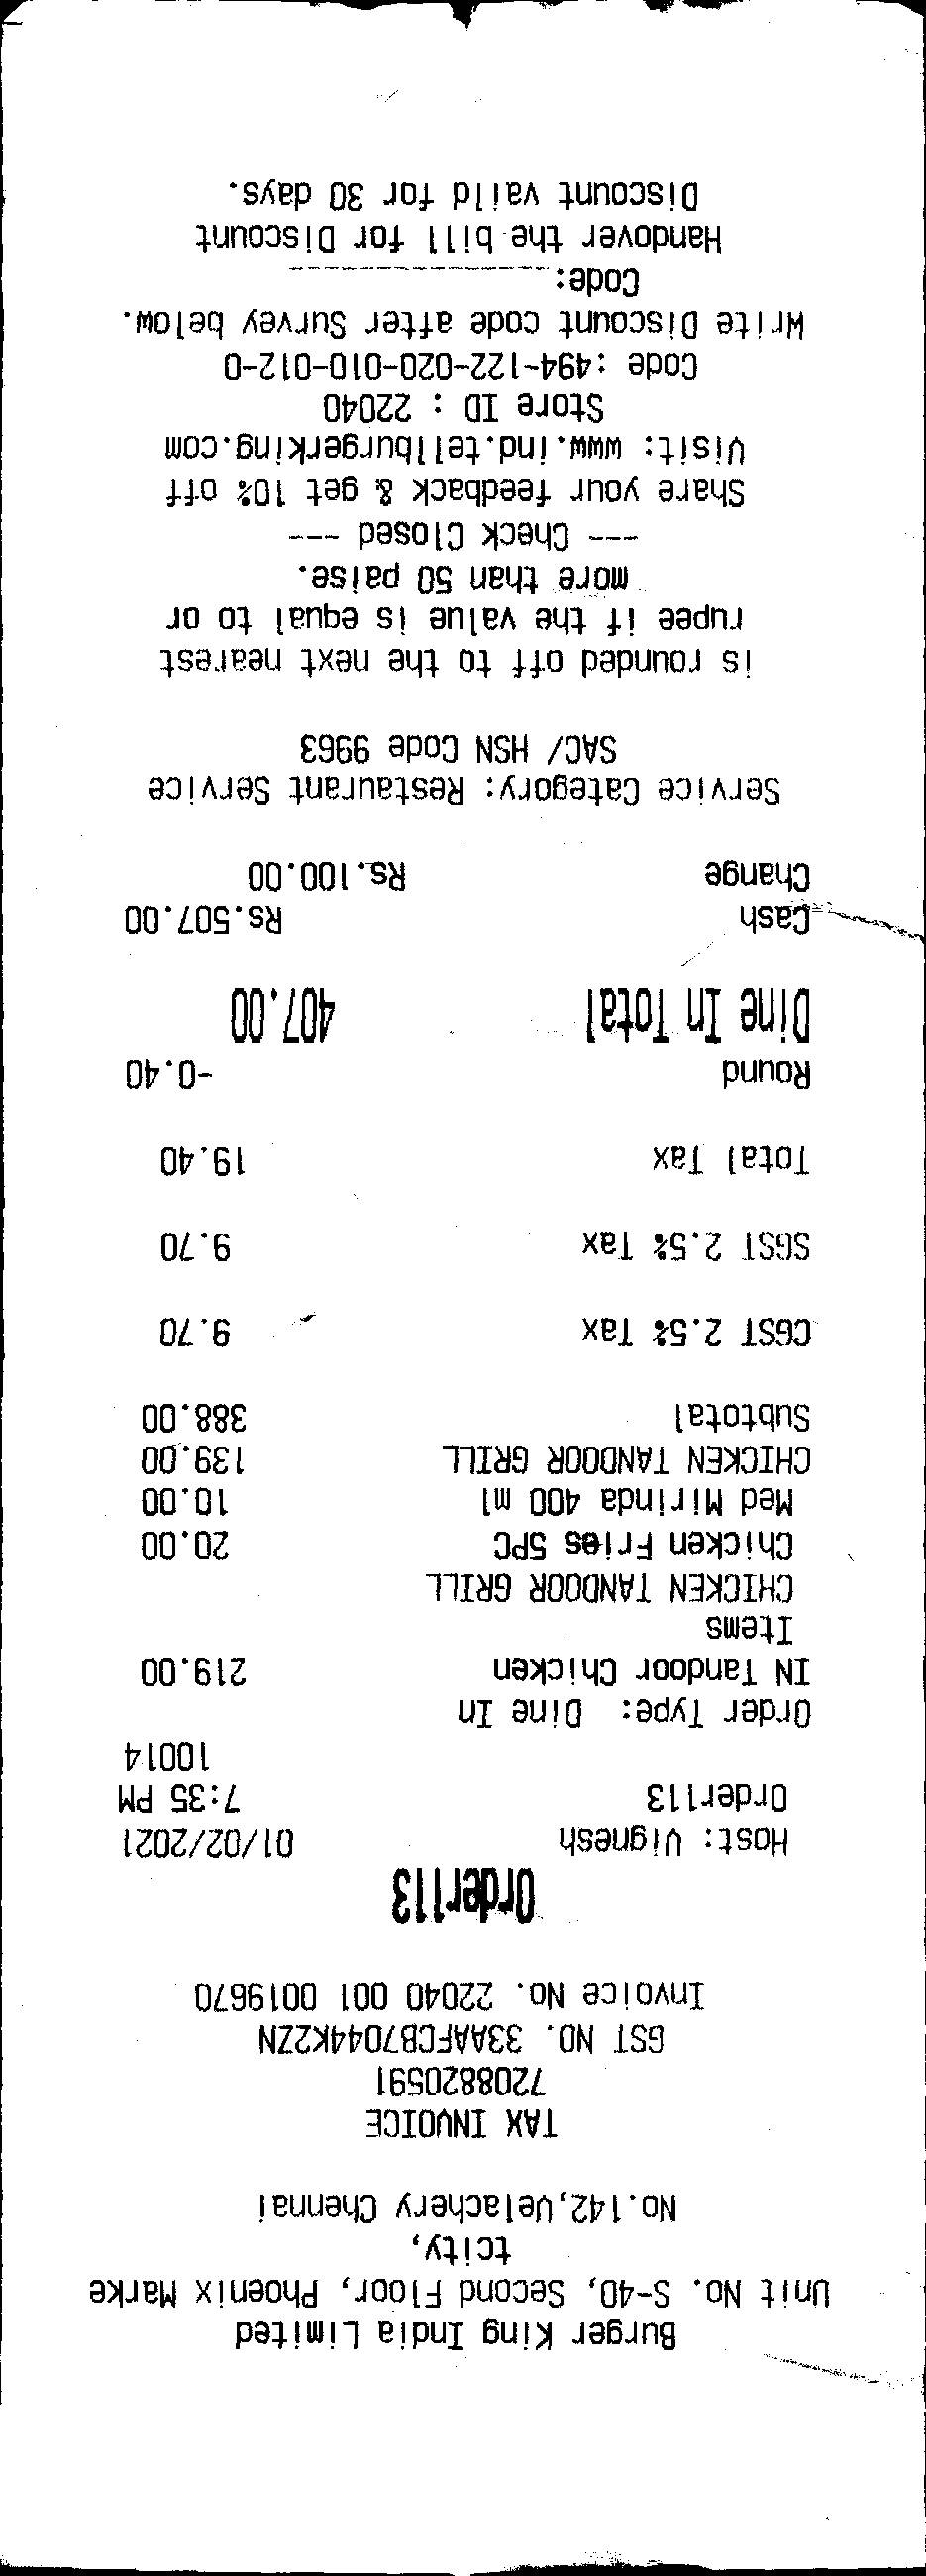 Burger King India Limited
Unit No. S-40, Second Floor, Phoenix Marke
tcity,
No.142,Velachery Chennai
TAX INVOICE
7208820591
GST NO. 33AAFCB7044K2ZN
Invoice No. 22040 001 0019670
Order113
Host: Vignesh 01/02/2021
Order113 7:35 PM
10014
Order Type: Dine In
IN Tandoor Chicken 219.00
Items
CHICKEN TANDOOR GRILL
Chicken Fries 5PC 20.00
Med Mirinda 400 ml 10.00
CHICKEN TANDOOR GRILL 139.00
Subtotal 388.00
CGST 2.5% Tax 9.70
SGST 2.5% Tax 9.70
Total Tax 19.40
Round -0.40
Dine In Total 407.00
Cash Rs.507.00
Change Rs.100.00
Service Category: Restaurant Service
SAC/ HSN Code 9963
is rounded off to the next nearest
rupee if the value is equal to or
more than 50 paise.
--- Check Closed ---
Share your feedback & get 10% off
Visit: www.ind.tellburgerking.com
Store ID : 22040
Code :494-122-020-010-012-0
Write Discount code after Survey below.
Code:_______________
Handover the bill for Discount
Discount valid for 30 days.